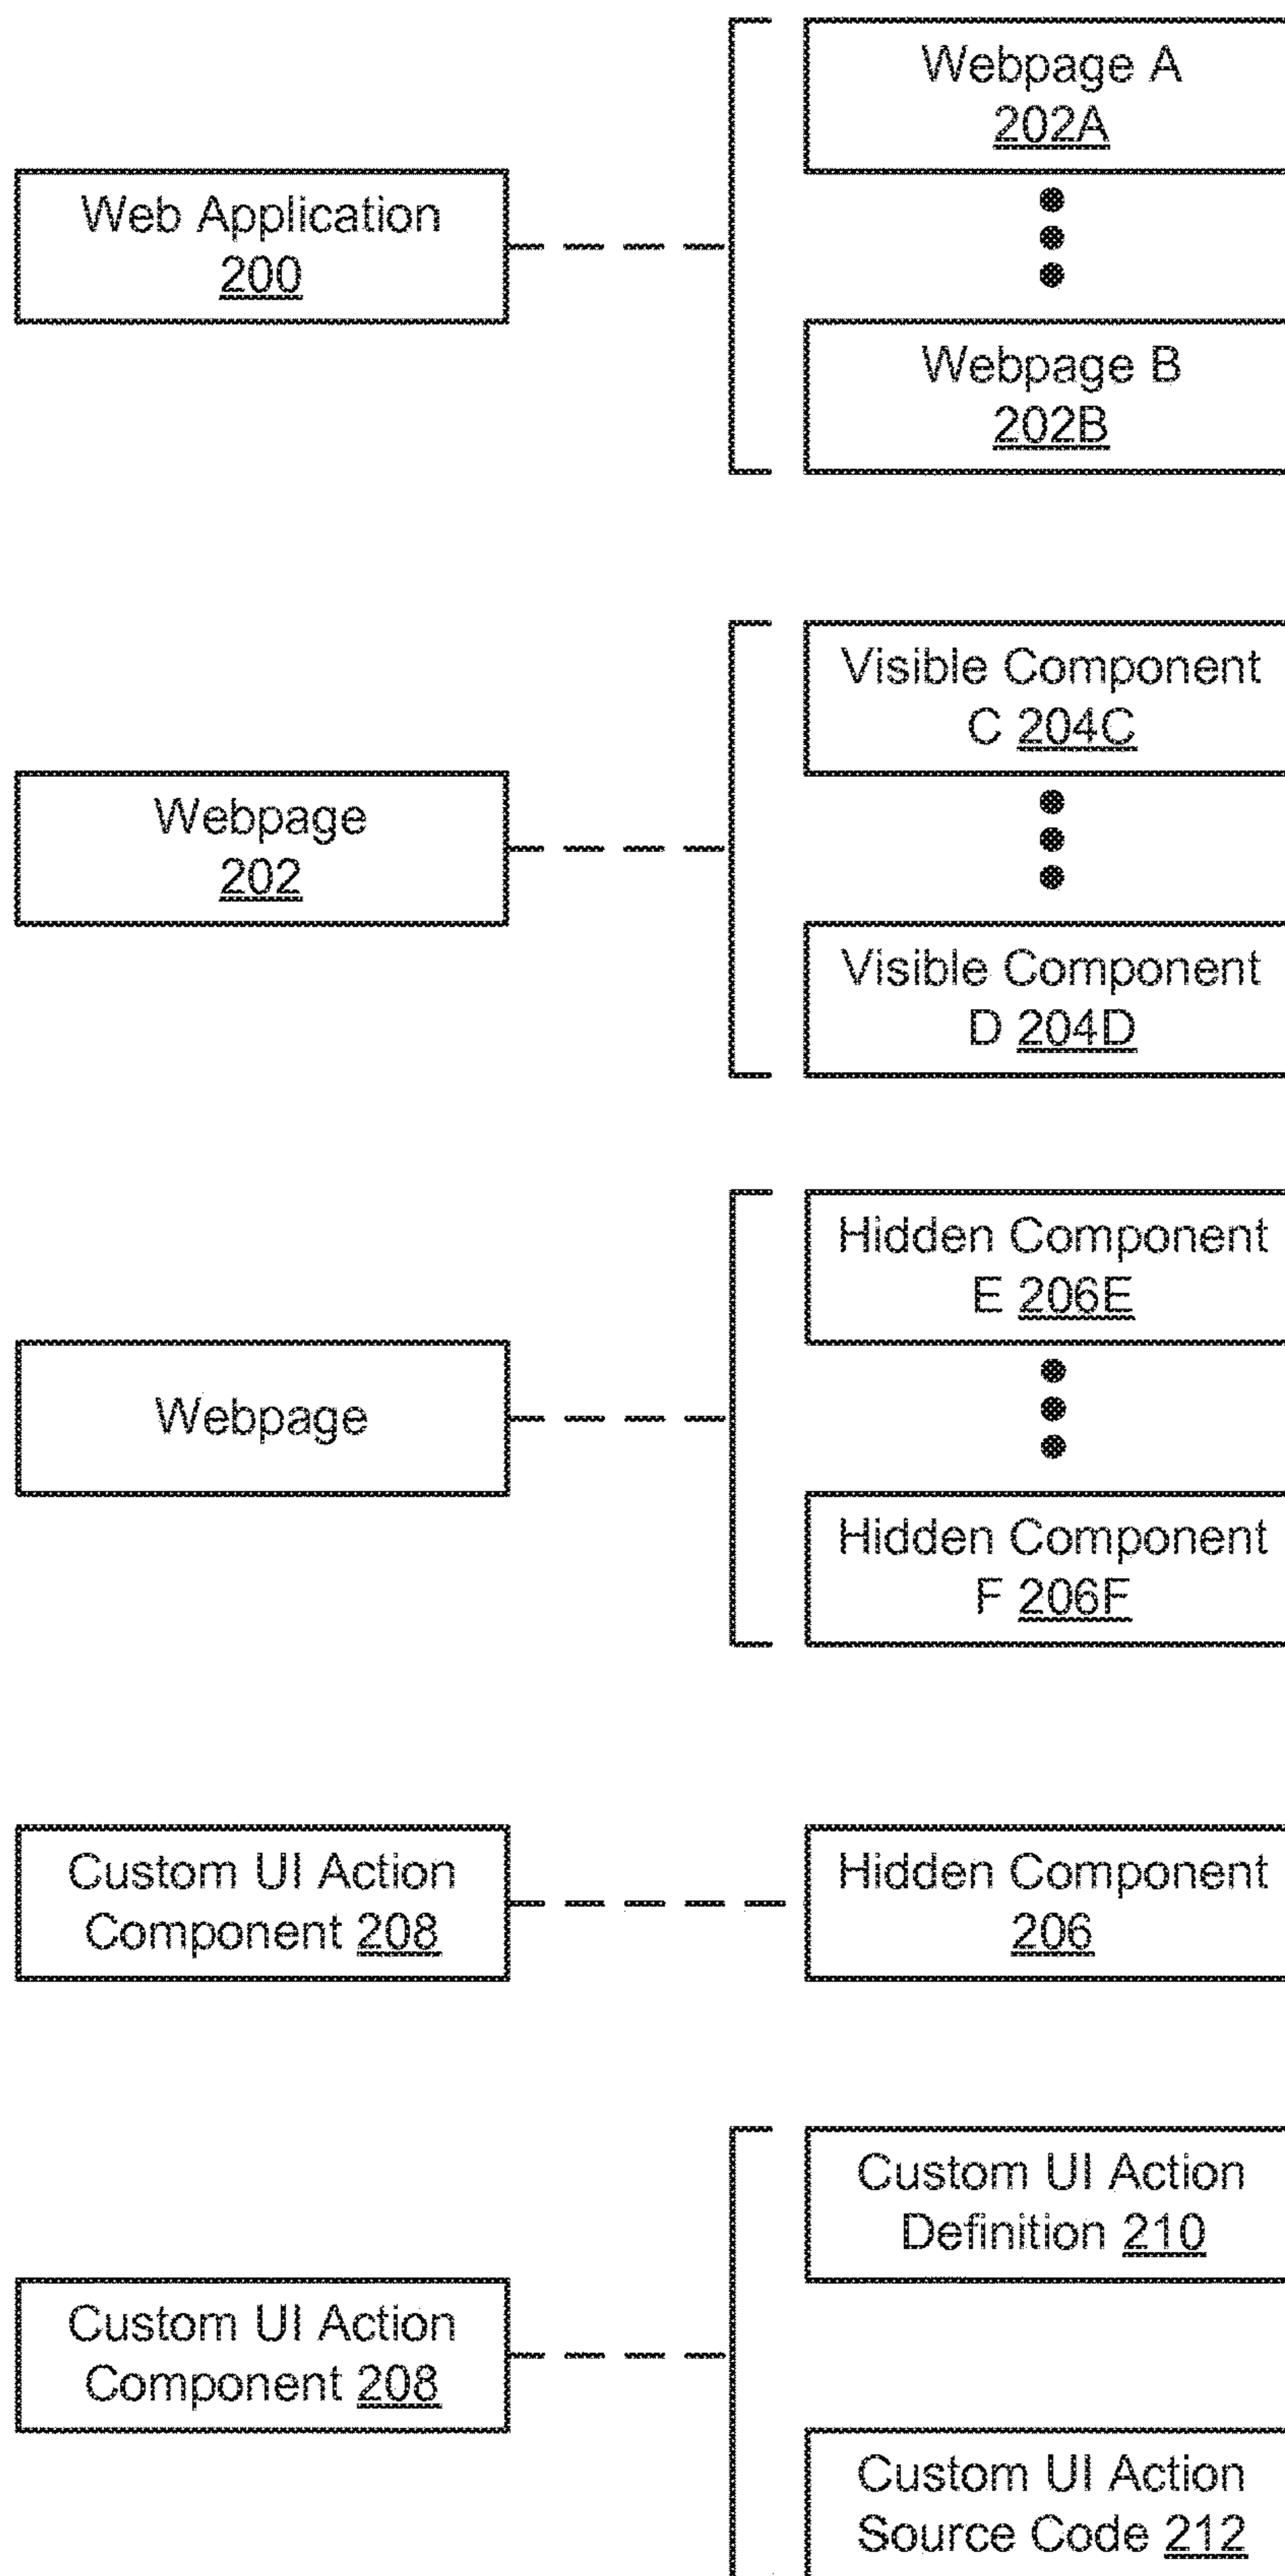 Webpage A
202A
Web Application
200
Webpage B
202B
Visible Component
C 204C
Webpage
202
Visible Component
D 204D
Hidden Component
E 206E
Webpage
Hidden Component
F 206F
Custom UI Action
Component 208
Hidden Component
206
Custom UI Action
Definition 210
Custom UI Action
Component 208
Custom UI Action
Source Code 212